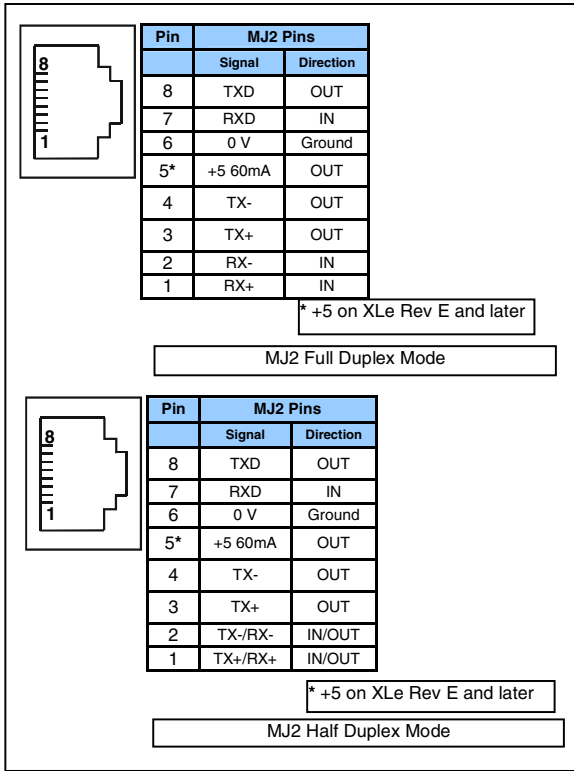 Pin MJ2 Pins
Signal Direction
8 TXD OUT
7 RXD IN
6 0 V Ground
5* +5 60mA OUT
4 TX- OUT
3 TX+ OUT
2 RX- IN
1 RX+ IN
8
1
* +5 on XLe Rev E and later
MJ2 Full Duplex Mode
Pin MJ2 Pins
Signal Direction
8 TXD OUT
7 RXD IN
6 0 V Ground
5* +5 60mA OUT
4 TX- OUT
3 TX+ OUT
2 TX-/RX- IN/OUT
1 TX+/RX+ IN/OUT
8
1
* +5 on XLe Rev E and later
MJ2 Half Duplex Mode